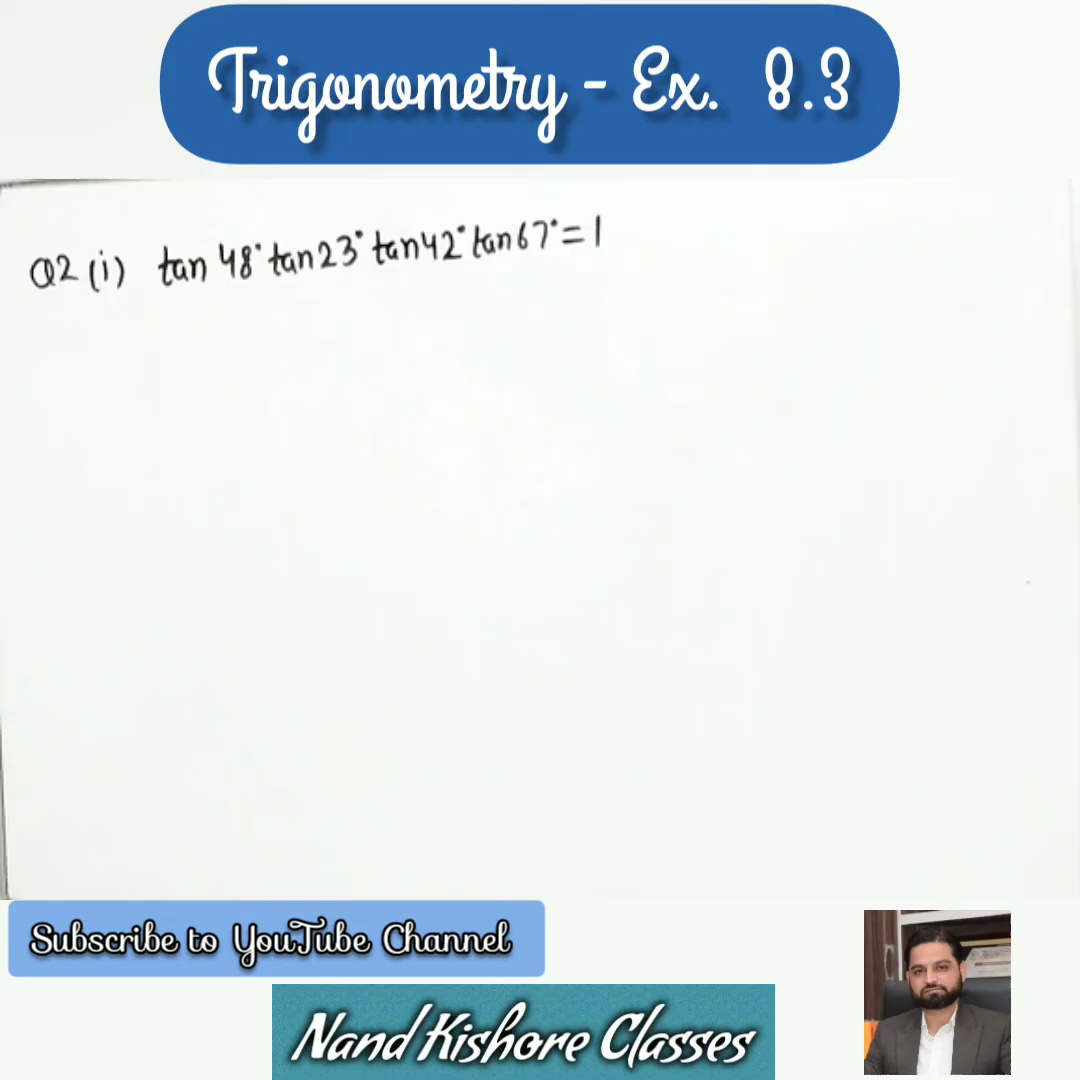 Trigonometry - Ex. 8.3
Q2 (i) tan 48° tan 23° tan 42° tan 67° = 1
Subscribe to YouTube Channel
Nand Kishore Classes